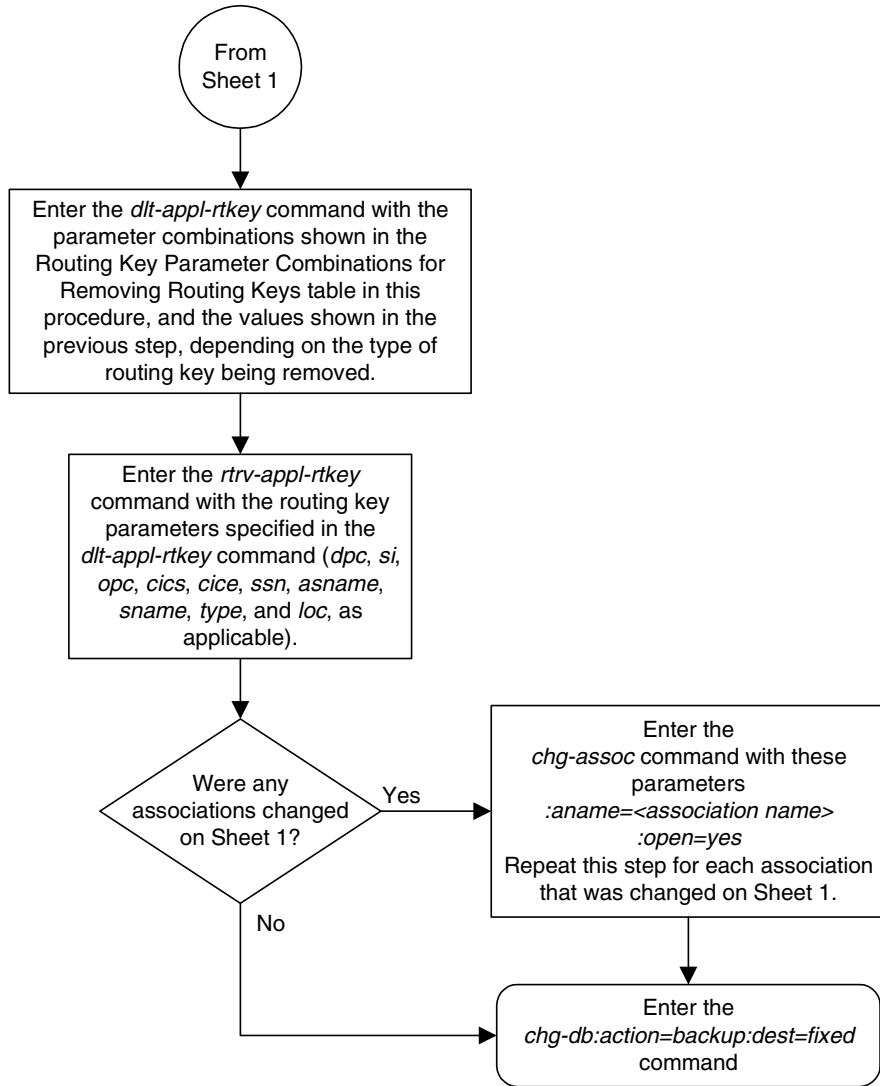 From
Sheet 1
Enter the dlt-appl-rtkey command with the
parameter combinations shown in the
Routing Key Parameter Combinations for
Removing Routing Keys table in this
procedure, and the values shown in the
previous step, depending on the type of
routing key being removed.
Enter the rtrv-appl-rtkey
command with the routing key
parameters specified in the
dlt-appl-rtkey command (dpc, si,
opc, cics, cice, ssn, asname,
sname, type, and loc, as
applicable).
Were any
associations changed
on Sheet 1?
Yes
Enter the
chg-assoc command with these
parameters
:aname=<association name>
:open=yes
Repeat this step for each association
that was changed on Sheet 1.
No
Enter the
chg-db:action=backup:dest=fixed
command